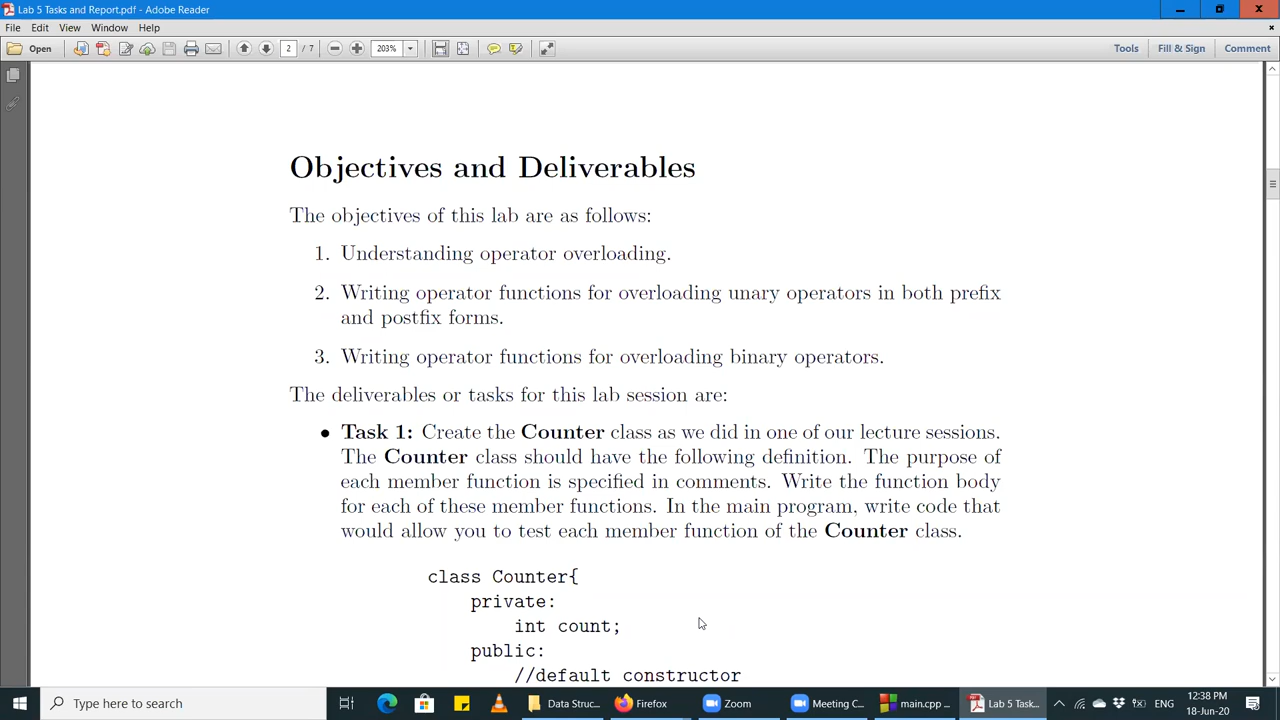 Lab 5 Tasks and Report.pdf - Adobe Reader
File Edit View Window Help
Open 2 / 7 203% Tools Fill & Sign Comment
Objectives and Deliverables
The objectives of this lab are as follows:
1. Understanding operator overloading.
2. Writing operator functions for overloading unary operators in both prefix
and postfix forms.
3. Writing operator functions for overloading binary operators.
The deliverables or tasks for this lab session are:
• Task 1: Create the Counter class as we did in one of our lecture sessions.
The Counter class should have the following definition. The purpose of
each member function is specified in comments. Write the function body
for each of these member functions. In the main program, write code that
would allow you to test each member function of the Counter class.
class Counter{
private:
int count;
public:
//default constructor
Type here to search
Data Struc...
Firefox
Zoom
Meeting C...
main.cpp ...
Lab 5 Task...
ENG
12:38 PM
18-Jun-20